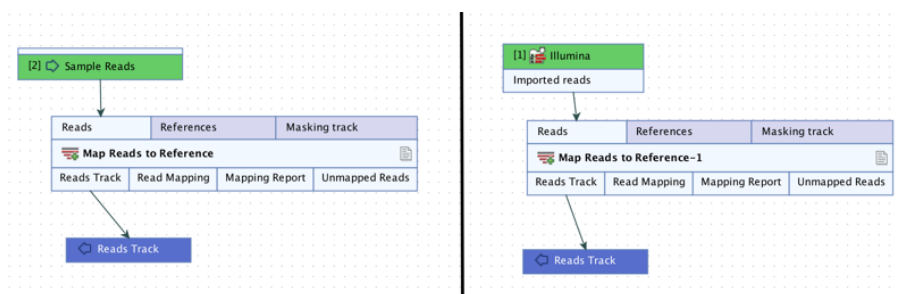 [2] Sample Reads
Reads References Masking track
Map Reads to Reference
Reads Track Read Mapping Mapping Report Unmapped Reads
Reads Track
[1] Illumina
Imported reads
Reads References Masking track
Map Reads to Reference-1
Reads Track Read Mapping Mapping Report Unmapped Reads
Reads Track